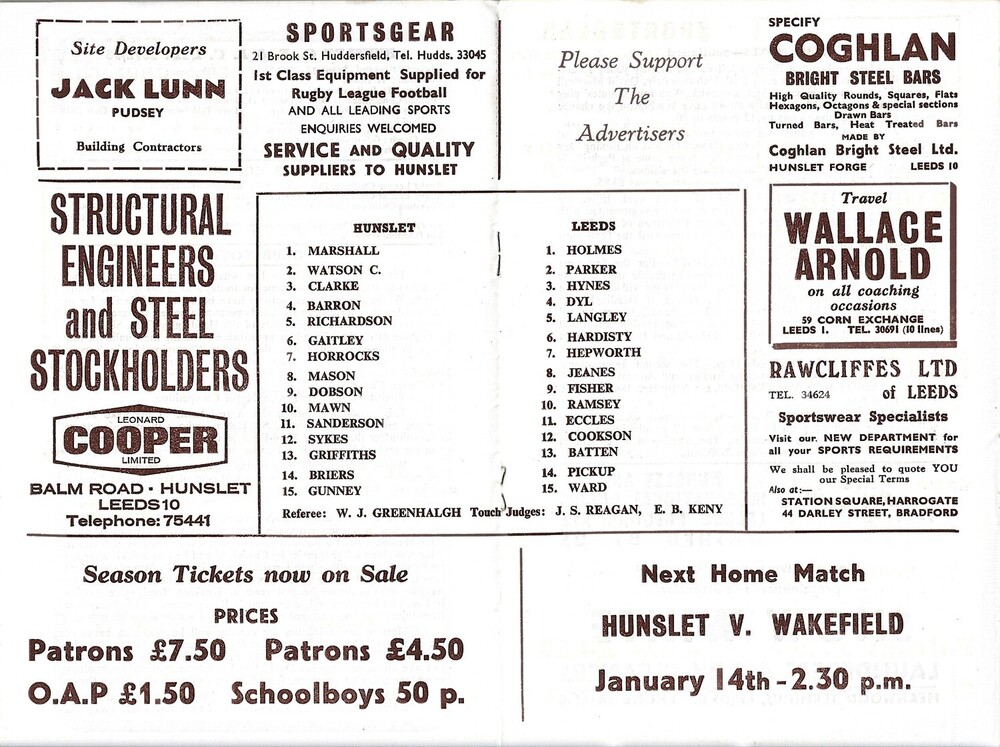 Site Developers
JACK LUNN
PUDSEY
Building Contractors
SPORTSGEAR
21 Brook St. Huddersfield, Tel. Hudds. 33045
1st Class Equipment Supplied for
Rugby League Football
AND ALL LEADING SPORTS
ENQUIRIES WELCOMED
SERVICE AND QUALITY
SUPPLIERS TO HUNSLET
Please Support
The
Advertisers
SPECIFY
COGHLAN
BRIGHT STEEL BARS
High Quality Rounds, Squares, Flats
Hexagons, Octagons & special sections
Drawn Bars
Turned Bars, Heat Treated Bars
MADE BY
Coghlan Bright Steel Ltd.
HUNSLET FORGE LEEDS 10
STRUCTURAL
ENGINEERS
and STEEL
STOCKHOLDERS
LEONARD
COOPER
LIMITED
BALM ROAD · HUNSLET
LEEDS 10
Telephone: 75441
HUNSLET
1. MARSHALL
2. WATSON C.
3. CLARKE
4. BARRON
5. RICHARDSON
6. GAITLEY
7. HORROCKS
8. MASON
9. DOBSON
10. MAWN
11. SANDERSON
12. SYKES
13. GRIFFITHS
14. BRIERS
15. GUNNEY
LEEDS
1. HOLMES
2. PARKER
3. HYNES
4. DYL
5. LANGLEY
6. HARDISTY
7. HEPWORTH
8. JEANES
9. FISHER
10. RAMSEY
11. ECCLES
12. COOKSON
13. BATTEN
14. PICKUP
15. WARD
Referee: W. J. GREENHALGH Touch Judges: J. S. REAGAN, E. B. KENY
Travel
WALLACE
ARNOLD
on all coaching
occasions
59 CORN EXCHANGE
LEEDS 1. TEL. 30691 (10 lines)
RAWCLIFFES LTD
TEL. 34624 of LEEDS
Sportswear Specialists
Visit our NEW DEPARTMENT for
all your SPORTS REQUIREMENTS
We shall be pleased to quote YOU
our Special Terms
Also at:—
STATION SQUARE, HARROGATE
44 DARLEY STREET, BRADFORD
Season Tickets now on Sale
PRICES
Patrons £7.50 Patrons £4.50
O.A.P £1.50 Schoolboys 50 p.
Next Home Match
HUNSLET V. WAKEFIELD
January 14th - 2.30 p.m.